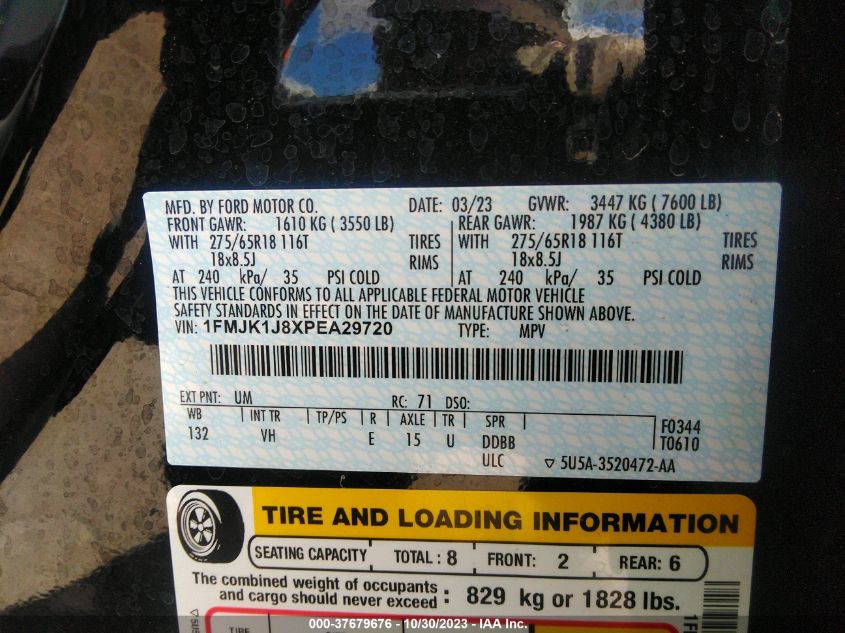 MFD. BY FORD MOTOR CO. DATE: 03/23 GVWR: 3447 KG ( 7600 LB)
FRONT GAWR: 1610 KG ( 3550 LB) REAR GAWR: 1987 KG ( 4380 LB)
WITH 275/65R18 116T TIRES WITH 275/65R18 116T TIRES
18x8.5J RIMS 18x8.5J RIMS
AT 240 kPa/ 35 PSI COLD AT 240 kPa/ 35 PSI COLD
THIS VEHICLE CONFORMS TO ALL APPLICABLE FEDERAL MOTOR VEHICLE
SAFETY STANDARDS IN EFFECT ON THE DATE OF MANUFACTURE SHOWN ABOVE.
VIN: 1FMJK1J8XPEA29720 TYPE: MPV
EXT PNT: UM RC: 71 DSO:
WB INT TR TP/PS R AXLE TR SPR F0344
132 VH E 15 U DDBB T0610
ULC ▽ 5U5A-3520472-AA
TIRE AND LOADING INFORMATION
SEATING CAPACITY TOTAL : 8 FRONT: 2 REAR: 6
The combined weight of occupants
and cargo should never exceed : 829 kg or 1828 lbs.
TIRE
▽5U5
1F
000-37679676 - 10/30/2023 - IAA Inc.